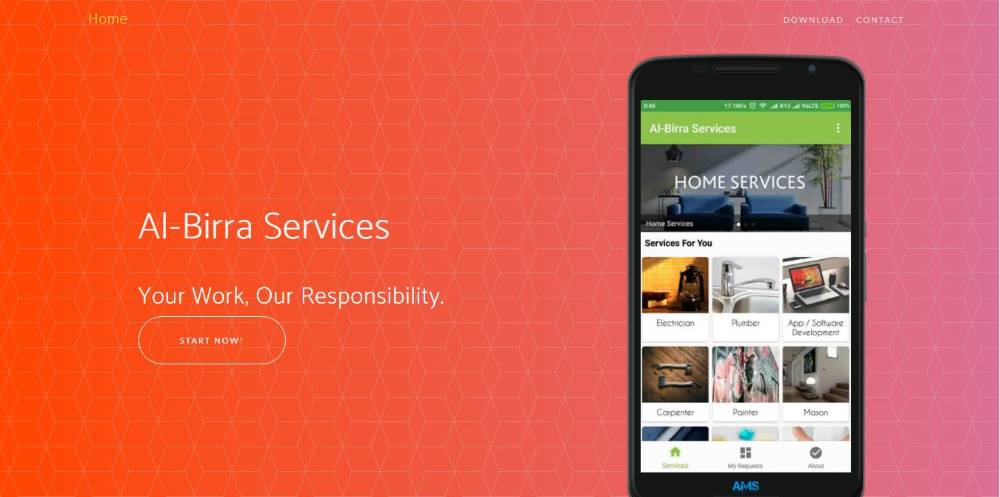 Home
DOWNLOAD CONTACT
0:40 17.1M/s K13 VoLTE 100%
Al-Birra Services
HOME SERVICES
Home Services
Services For You
Electrician Plumber App / Software
Development
Carpenter Painter Mason
Services My Requests About
AMS
Al-Birra Services
Your Work, Our Responsibility.
START NOW!